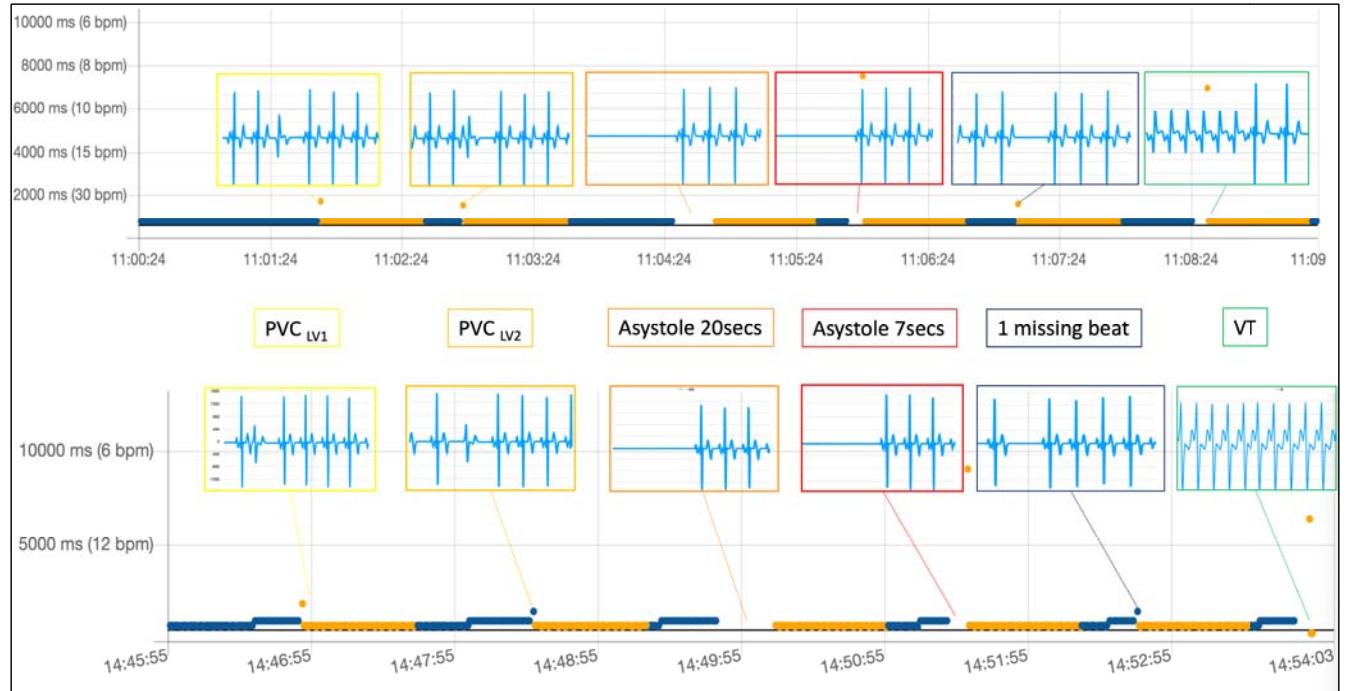 10000 ms (6 bpm)
8000 ms (8 bpm)
6000 ms (10 bpm)
4000 ms (15 bpm)
2000 ms (30 bpm)
11:00:24 11:01:24 11:02:24 11:03:24 11:04:24 11:05:24 11:06:24 11:07:24 11:08:24 11:09
PVC LV1 PVC LV2 Asystole 20secs Asystole 7secs 1 missing beat VT
10000 ms (6 bpm)
5000 ms (12 bpm)
14:45:55 14:46:55 14:47:55 14:48:55 14:49:55 14:50:55 14:51:55 14:52:55 14:54:03